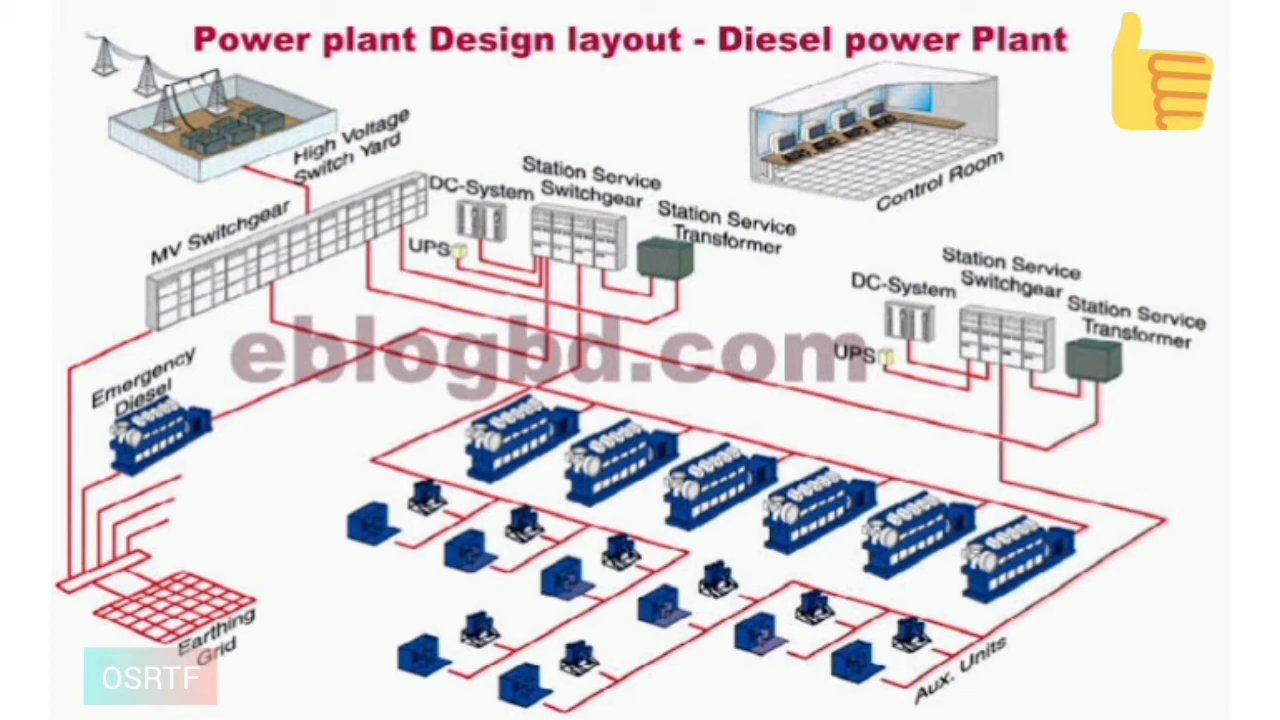 Power plant Design layout - Diesel power Plant
High Voltage
Switch Yard
Control Room
MV Switchgear
DC-System
Station Service
Switchgear
Station Service
Transformer
UPS
DC-System
Station Service
Switchgear
Station Service
Transformer
UPS
eblogbd.com
Emergency
Diesel
Earthing
Grid
Aux. Units
OSRTF